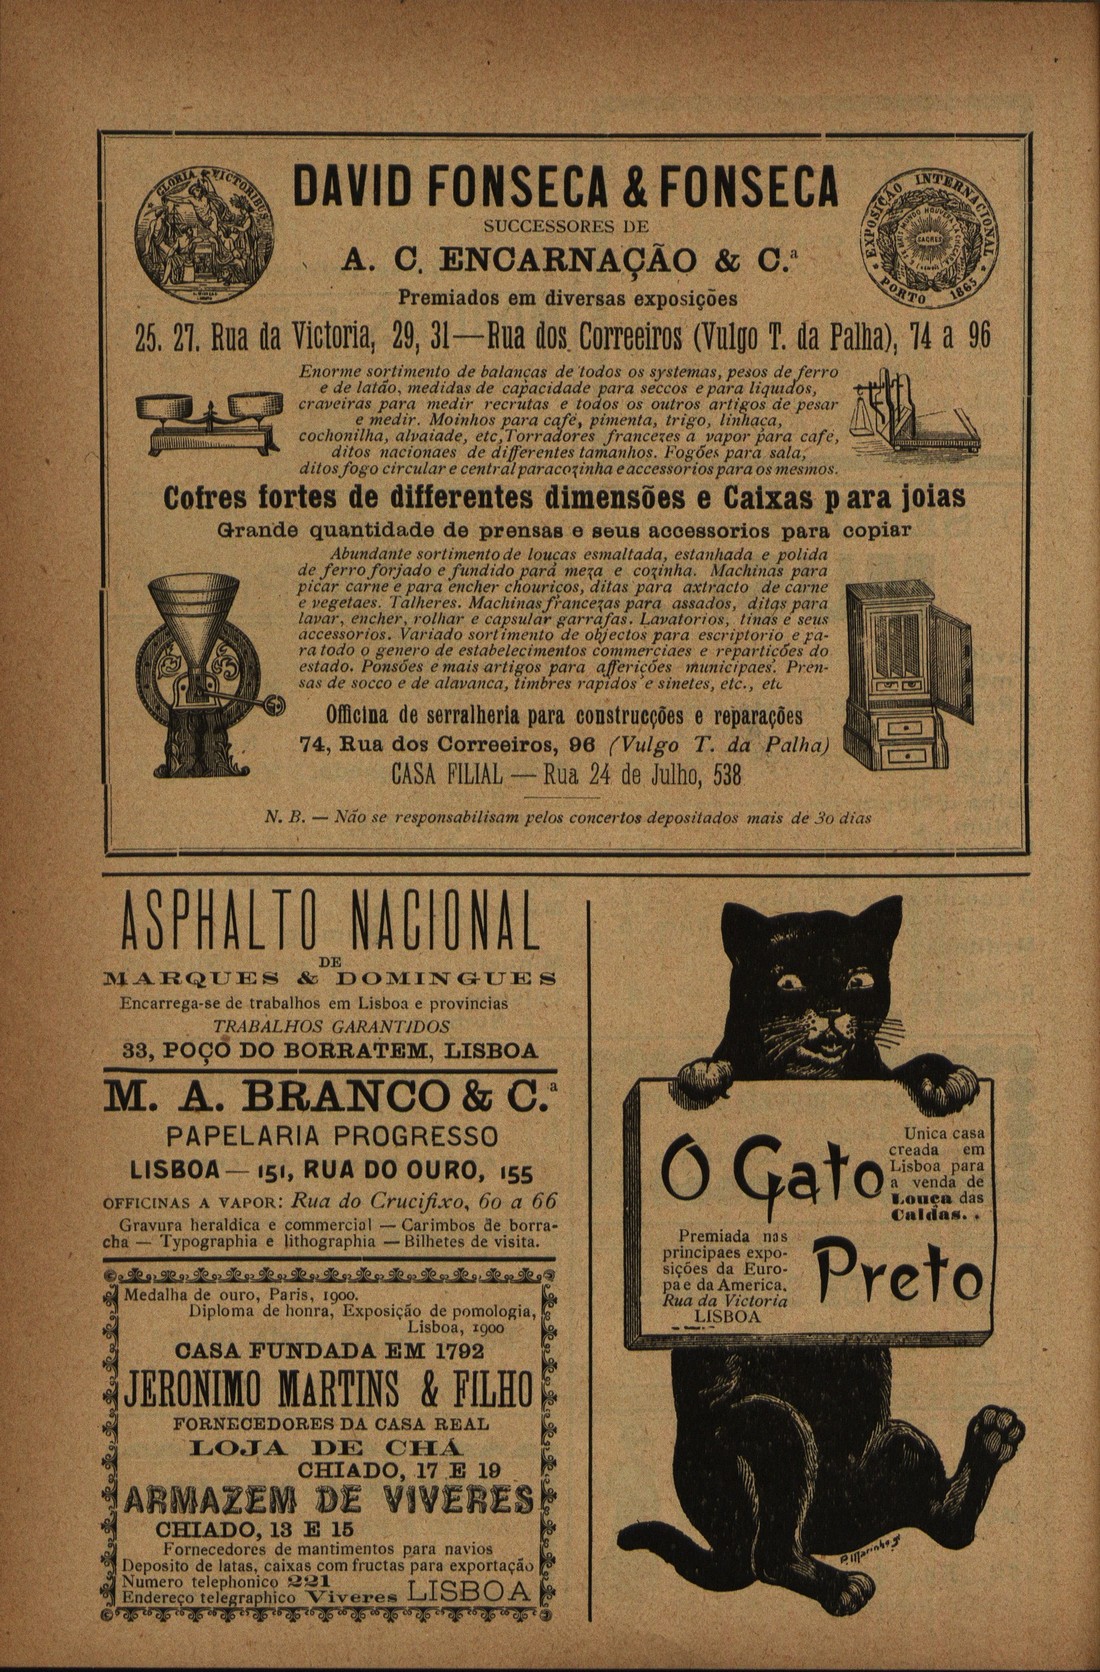 GLORIA VICTORIBUS
EXPOSIÇÃO INTERNACIONAL
PORTO 1865
DAVID FONSECA & FONSECA
SUCCESSORES DE
A. C. ENCARNAÇÃO & C.ª
Premiados em diversas exposições
25. 27. Rua da Victoria, 29, 31—Rua dos Correeiros (Vulgo T. da Palha), 74 a 96
Enorme sortimento de balanças de todos os systemas, pesos de ferro
e de latão, medidas de capacidade para seccos e para liquidos,
craveiras para medir recrutas e todos os outros artigos de pesar
e medir. Moinhos para café, pimenta, trigo, linhaça,
cochonilha, alvaiade, etc, Torradores francezes a vapor para café,
ditos nacionaes de differentes tamanhos. Fogões para sala,
ditos fogo circular e central para cozinha e accessorios para os mesmos.
Cofres fortes de differentes dimensões e Caixas para joias
Grande quantidade de prensas e seus accessorios para copiar
Abundante sortimento de loucas esmaltada, estanhada e polida
de ferro forjado e fundido pará meza e cozinha. Machinas para
picar carne e para encher chouriços, ditas para axtracto de carne
e vegetaes. Talheres. Machinas francezas para assados, ditas para
lavar, encher, rolhar e capsular garrafas. Lavatorios, tinas e seus
accessorios. Variado sortimento de objectos para escriptorio e pa-
ra todo o genero de estabelecimentos commerciaes e reparticões do
estado. Ponsões e mais artigos para afferições municipaes. Pren-
sas de socco e de alavanca, timbres rapidos e sinetes, etc., etc
Officina de serralheria para construcções e reparações
74, Rua dos Correeiros, 96 (Vulgo T. da Palha)
CASA FILIAL — Rua 24 de Julho, 538
N. B. — Não se responsabilisam pelos concertos depositados mais de 30 dias
ASPHALTO NACIONAL
DE
MARQUES & DOMINGUES
Encarrega-se de trabalhos em Lisboa e provincias
TRABALHOS GARANTIDOS
33, POÇO DO BORRATEM, LISBOA
M. A. BRANCO & C.ª
PAPELARIA PROGRESSO
LISBOA — 151, RUA DO OURO, 155
OFFICINAS A VAPOR: Rua do Crucifixo, 60 a 66
Gravura heraldica e commercial — Carimbos de borra-
cha — Typographia e lithographia — Bilhetes de visita.
Medalha de ouro, Paris, 1900.
Diploma de honra, Exposição de pomologia,
Lisboa, 1900
CASA FUNDADA EM 1792
JERONIMO MARTINS & FILHO
FORNECEDORES DA CASA REAL
LOJA DE CHÁ
CHIADO, 17 E 19
ARMAZEM DE VIVERES
CHIADO, 13 E 15
Fornecedores de mantimentos para navios
Deposito de latas, caixas com fructas para exportação
Numero telephonico 221
Endereço telegraphico Viveres LISBOA
O Gato
Unica casa
creada em
Lisboa para
a venda de
Louça das
Caldas. .
Preto
Premiada nas
principaes expo-
sições da Euro-
pa e da America.
Rua da Victoria
LISBOA
P. Marinho gr